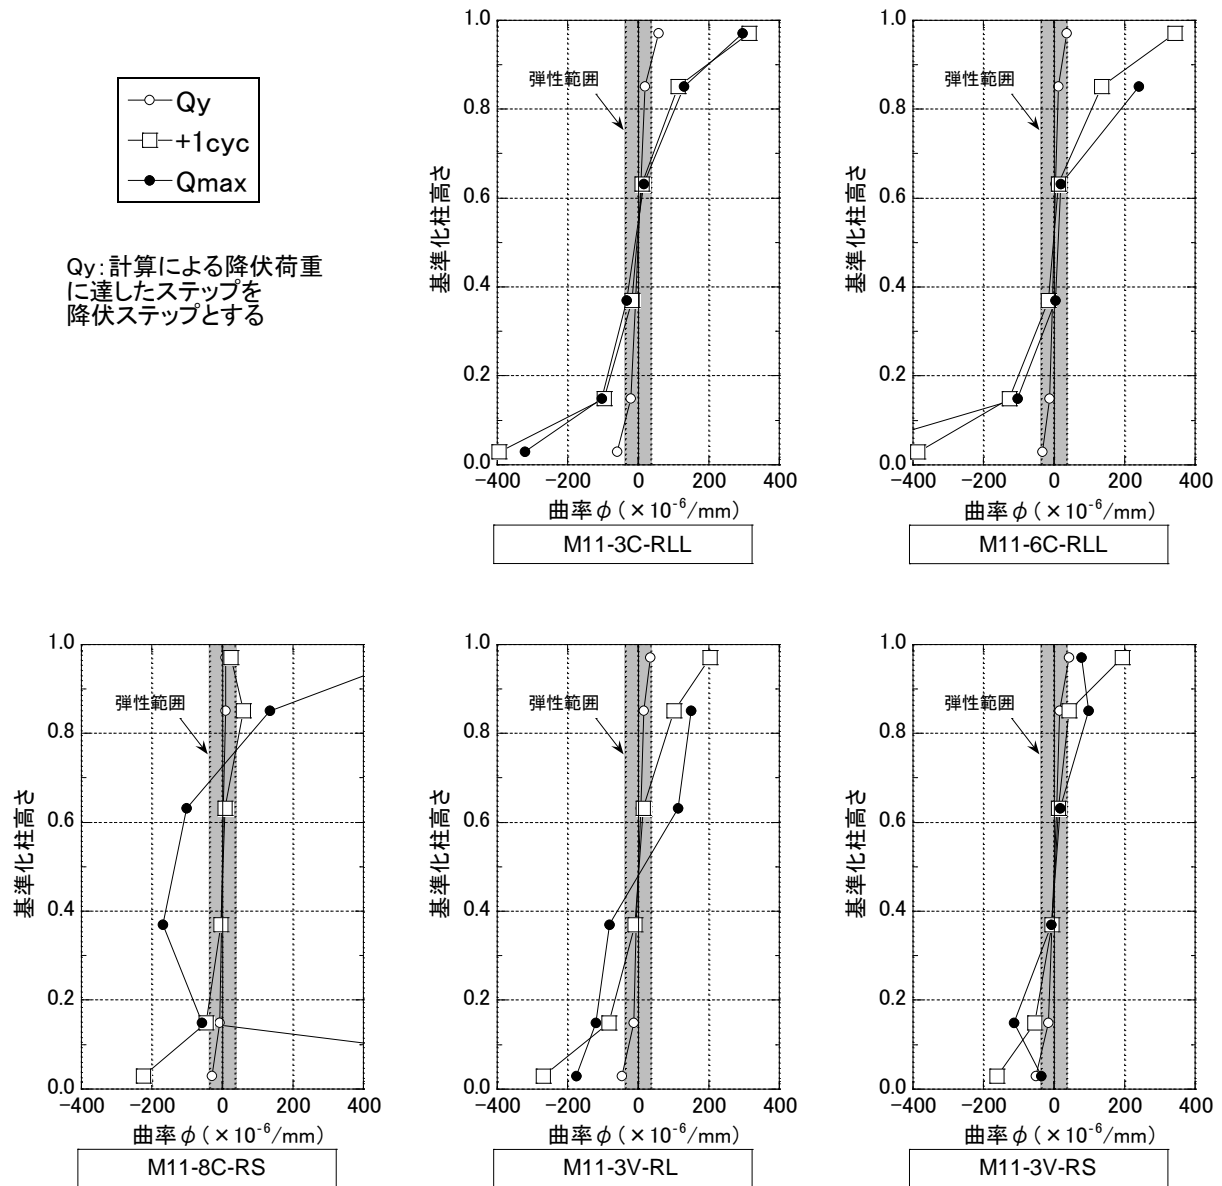 Qy
+1cyc
Qmax
Qy:計算による降伏荷重
に達したステップを
降伏ステップとする
1.0
0.8
0.6
0.4
0.2
0.0
基準化柱高さ
弾性範囲
-400 -200 0 200 400
曲率φ(×10⁻⁶/mm)
M11-3C-RLL
1.0
0.8
0.6
0.4
0.2
0.0
基準化柱高さ
弾性範囲
-400 -200 0 200 400
曲率φ(×10⁻⁶/mm)
M11-6C-RLL
1.0
0.8
0.6
0.4
0.2
0.0
基準化柱高さ
弾性範囲
-400 -200 0 200 400
曲率φ(×10⁻⁶/mm)
M11-8C-RS
1.0
0.8
0.6
0.4
0.2
0.0
基準化柱高さ
弾性範囲
-400 -200 0 200 400
曲率φ(×10⁻⁶/mm)
M11-3V-RL
1.0
0.8
0.6
0.4
0.2
0.0
基準化柱高さ
弾性範囲
-400 -200 0 200 400
曲率φ(×10⁻⁶/mm)
M11-3V-RS